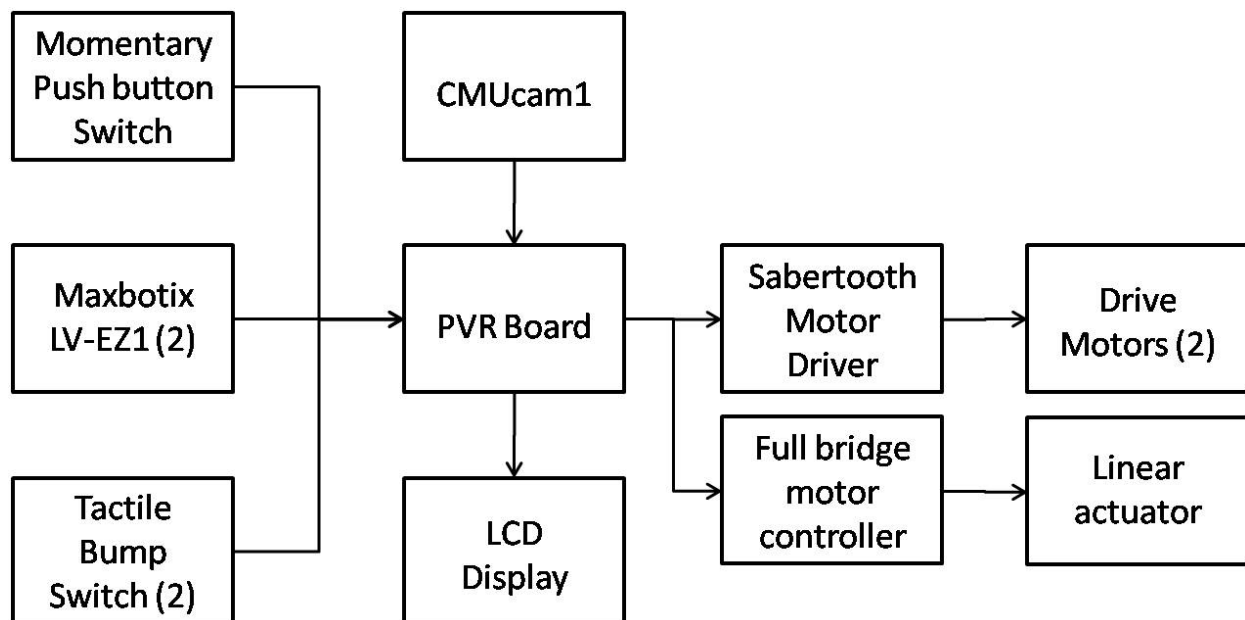 Momentary
Push button
Switch
CMUcam1
Maxbotix
LV-EZ1 (2)
PVR Board
Sabertooth
Motor
Driver
Drive
Motors (2)
Tactile
Bump
Switch (2)
LCD
Display
Full bridge
motor
controller
Linear
actuator